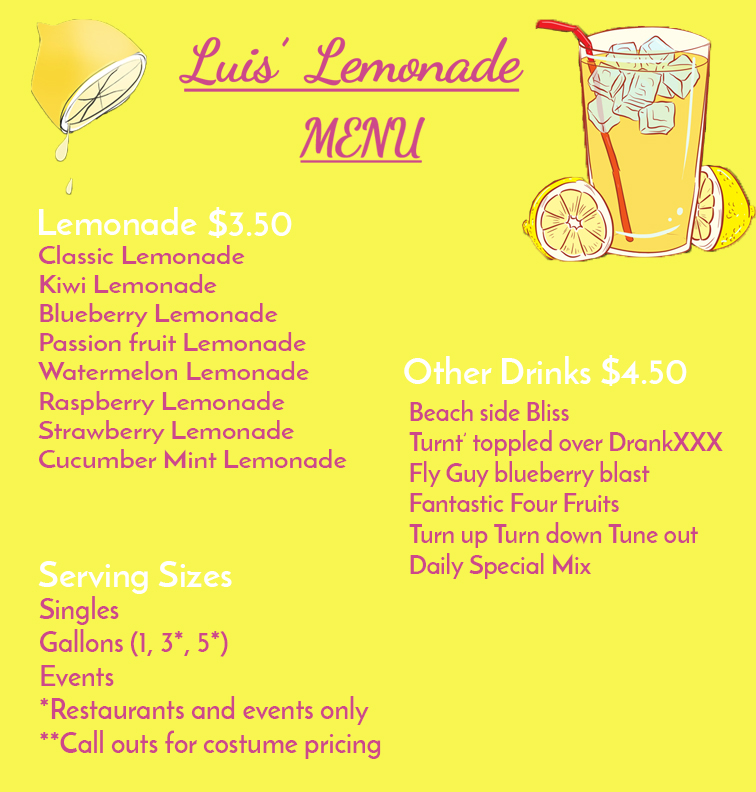 Luis' Lemonade
MENU
Lemonade $3.50
Classic Lemonade
Kiwi Lemonade
Blueberry Lemonade
Passion fruit Lemonade
Watermelon Lemonade
Raspberry Lemonade
Strawberry Lemonade
Cucumber Mint Lemonade
Other Drinks $4.50
Beach side Bliss
Turnt' toppled over DrankXXX
Fly Guy blueberry blast
Fantastic Four Fruits
Turn up Turn down Tune out
Daily Special Mix
Serving Sizes
Singles
Gallons (1, 3*, 5*)
Events
*Restaurants and events only
**Call outs for costume pricing